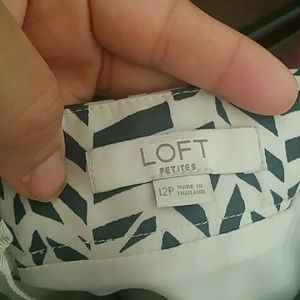 LOFT
PETITES
12P
MADE IN
THAILAND